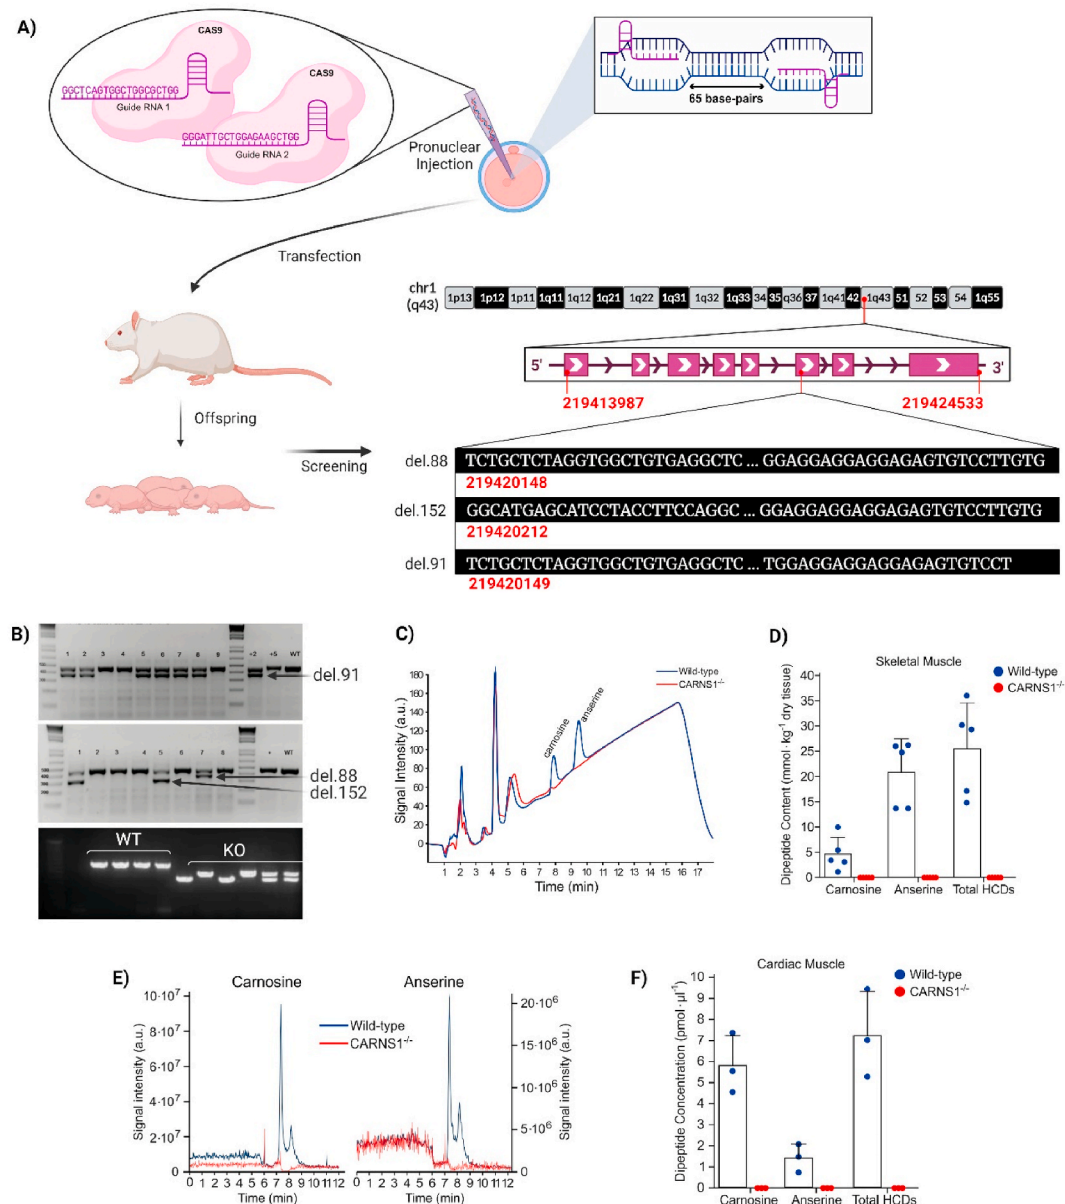 A)
CAS9
GGCTCAGTGGCTGGCGCTGG
Guide RNA 1
CAS9
GGGATTGCTGGAGAAGCTGG
Guide RNA 2
Pronuclear
Injection
65 base-pairs
Transfection
chr1
(q43)
1p13 1p12 1p11 1q11 1q12 1q21 1q22 1q31 1q32 1q33 34 35 q36 37 1q41 42 1q43 51 52 53 54 1q55
5' 3'
219413987 219424533
Offspring
Screening
del.88 TCTGCTCTAGGTGGCTGTGAGGCTC ... GGAGGAGGAGGAGAGTGTCCTTGTG
219420148
del.152 GGCATGAGCATCCTACCTTCCAGGC ... GGAGGAGGAGGAGAGTGTCCTTGTG
219420212
del.91 TCTGCTCTAGGTGGCTGTGAGGCTC ... TGGAGGAGGAGGAGAGTGTCCT
219420149
B)
1 2 3 4 5 6 7 8 9 +2 +5 WT
del.91
1 2 3 4 5 6 7 8 + WT
del.88
del.152
WT KO
C)
Signal Intensity (a.u.)
180
160
140
120
100
80
60
40
20
0
-20
1 2 3 4 5 6 7 8 9 10 11 12 13 14 15 16 17
Time (min)
carnosine
anserine
Wild-type
CARNS1-/-
D)
Skeletal Muscle
Wild-type
CARNS1-/-
Dipeptide Content (mmol·kg-1 dry tissue)
40
35
30
25
20
15
10
5
0
Carnosine Anserine Total HCDs
E)
Carnosine Anserine
Signal intensity (a.u.)
10·10⁷
8·10⁷
6·10⁷
4·10⁷
2·10⁷
0
0 1 2 3 4 5 6 7 8 9 10 11 12
Time (min)
Wild-type
CARNS1-/-
20·10⁶
15·10⁶
10·10⁶
5·10⁶
0
Signal intensity (a.u.)
0 1 2 3 4 5 6 7 8 9 10 11 12
Time (min)
F)
Cardiac Muscle
Wild-type
CARNS1-/-
Dipeptide Concentration (pmol·µl-1)
10
9
8
7
6
5
4
3
2
1
0
Carnosine Anserine Total HCDs